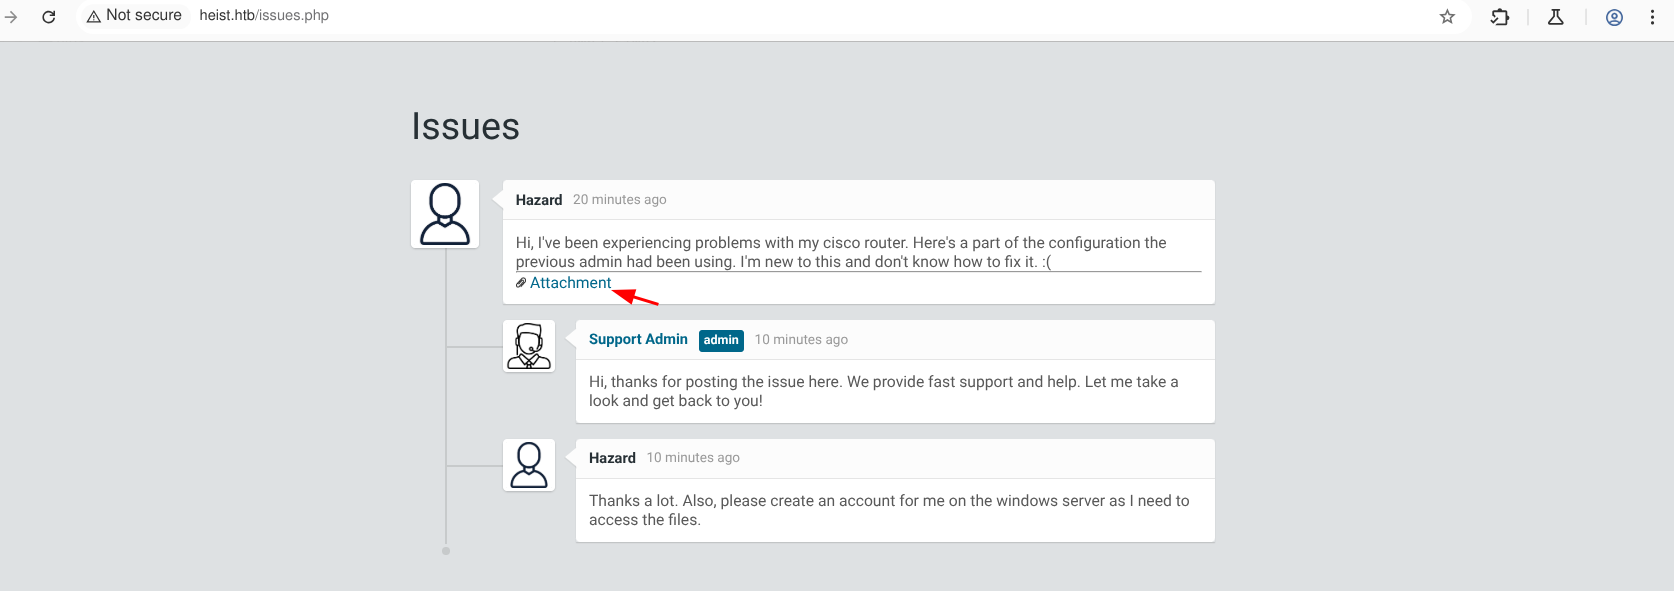 Not secure heist.htb/issues.php
Issues
Hazard 20 minutes ago
Hi, I've been experiencing problems with my cisco router. Here's a part of the configuration the
previous admin had been using. I'm new to this and don't know how to fix it. :(
Attachment
Support Admin admin 10 minutes ago
Hi, thanks for posting the issue here. We provide fast support and help. Let me take a
look and get back to you!
Hazard 10 minutes ago
Thanks a lot. Also, please create an account for me on the windows server as I need to
access the files.